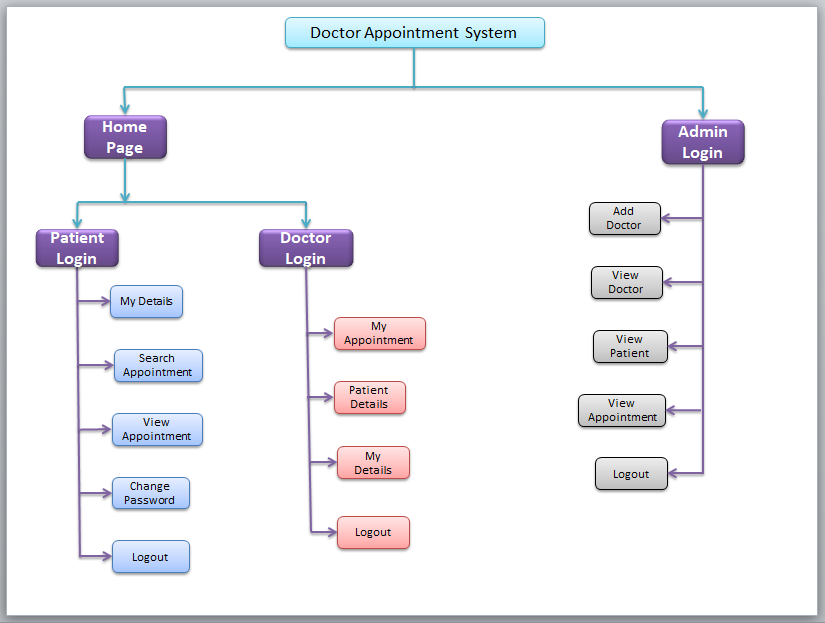 Doctor Appointment System
Home
Page
Admin
Login
Patient
Login
Doctor
Login
My Details
Search
Appointment
View
Appointment
Change
Password
Logout
My
Appointment
Patient
Details
My
Details
Logout
Add
Doctor
View
Doctor
View
Patient
View
Appointment
Logout